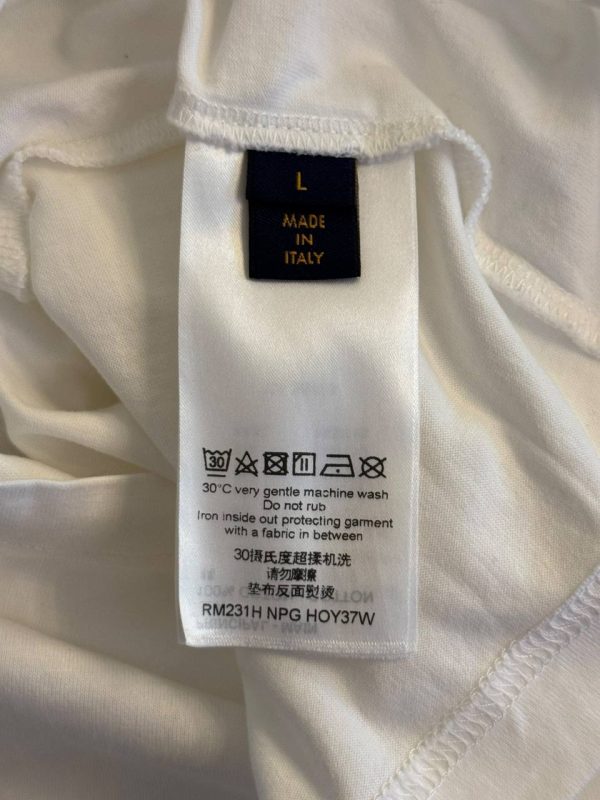 L
MADE
IN
ITALY
30
30°C very gentle machine wash
Do not rub
Iron inside out protecting garment
with a fabric in between
30摄氏度超揉机洗
请勿摩擦
垫布反面熨烫
RM231H NPG HOY37W